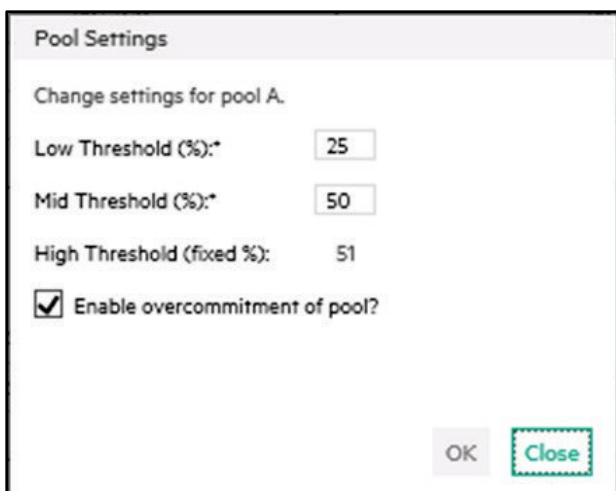 Pool Settings
Change settings for pool A.
Low Threshold (%):* 25
Mid Threshold (%):* 50
High Threshold (fixed %): 51
Enable overcommitment of pool?
OK Close